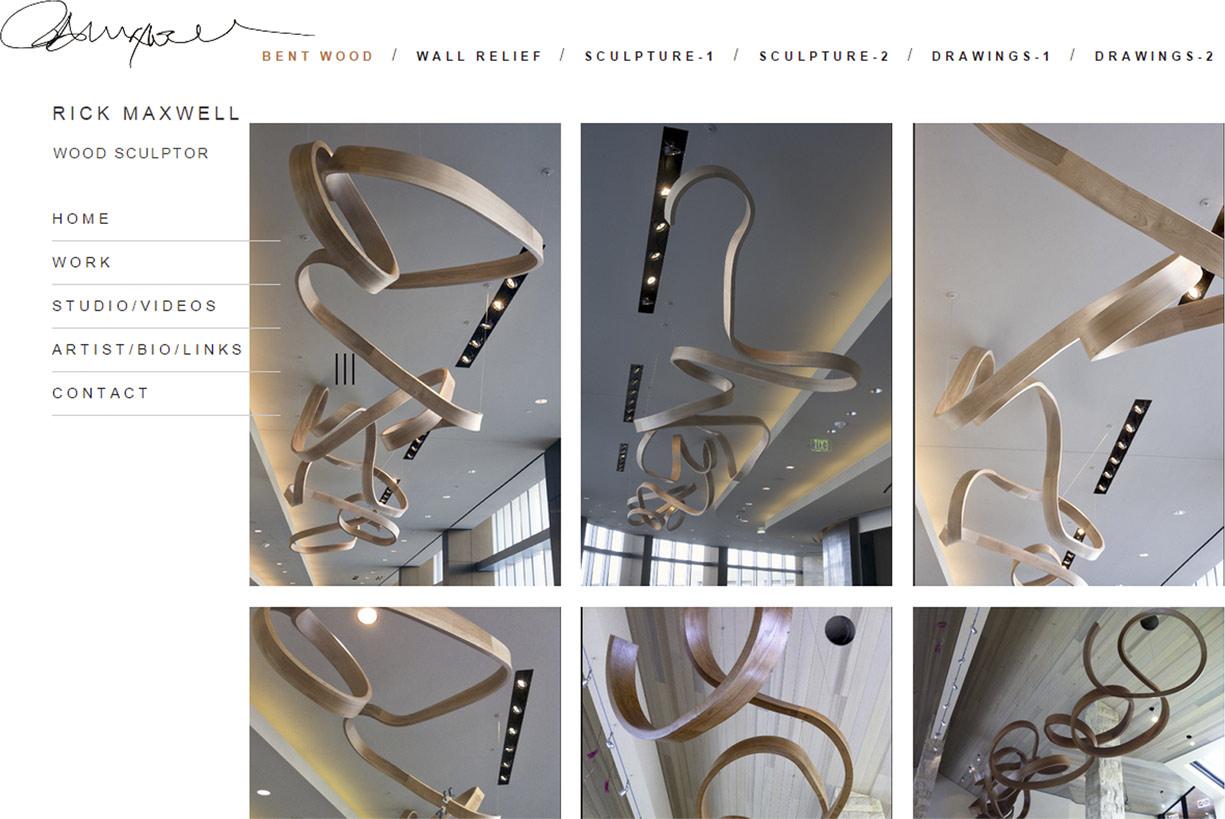 BENT WOOD / WALL RELIEF / SCULPTURE-1 / SCULPTURE-2 / DRAWINGS-1 / DRAWINGS-2
RICK MAXWELL
WOOD SCULPTOR
HOME
WORK
STUDIO/VIDEOS
ARTIST/BIO/LINKS
CONTACT